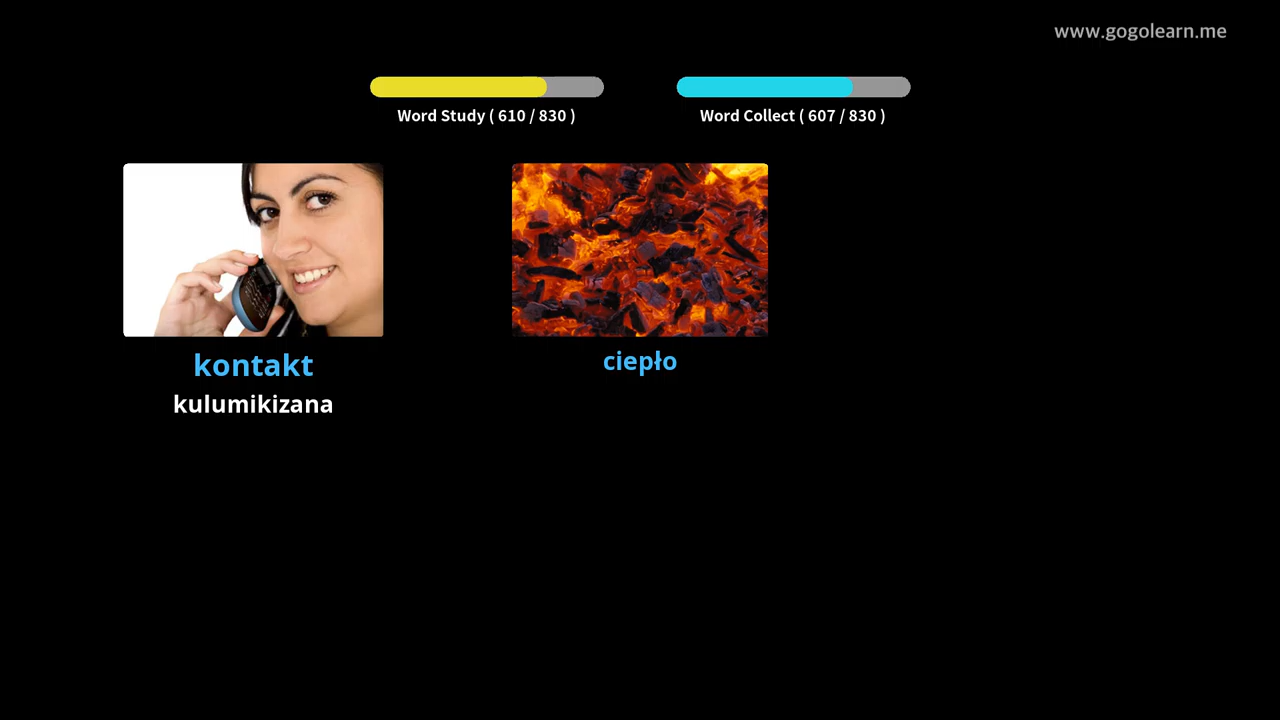 www.gogolearn.me
Word Study ( 610 / 830 )
Word Collect ( 607 / 830 )
kontakt
kulumikizana
ciepło